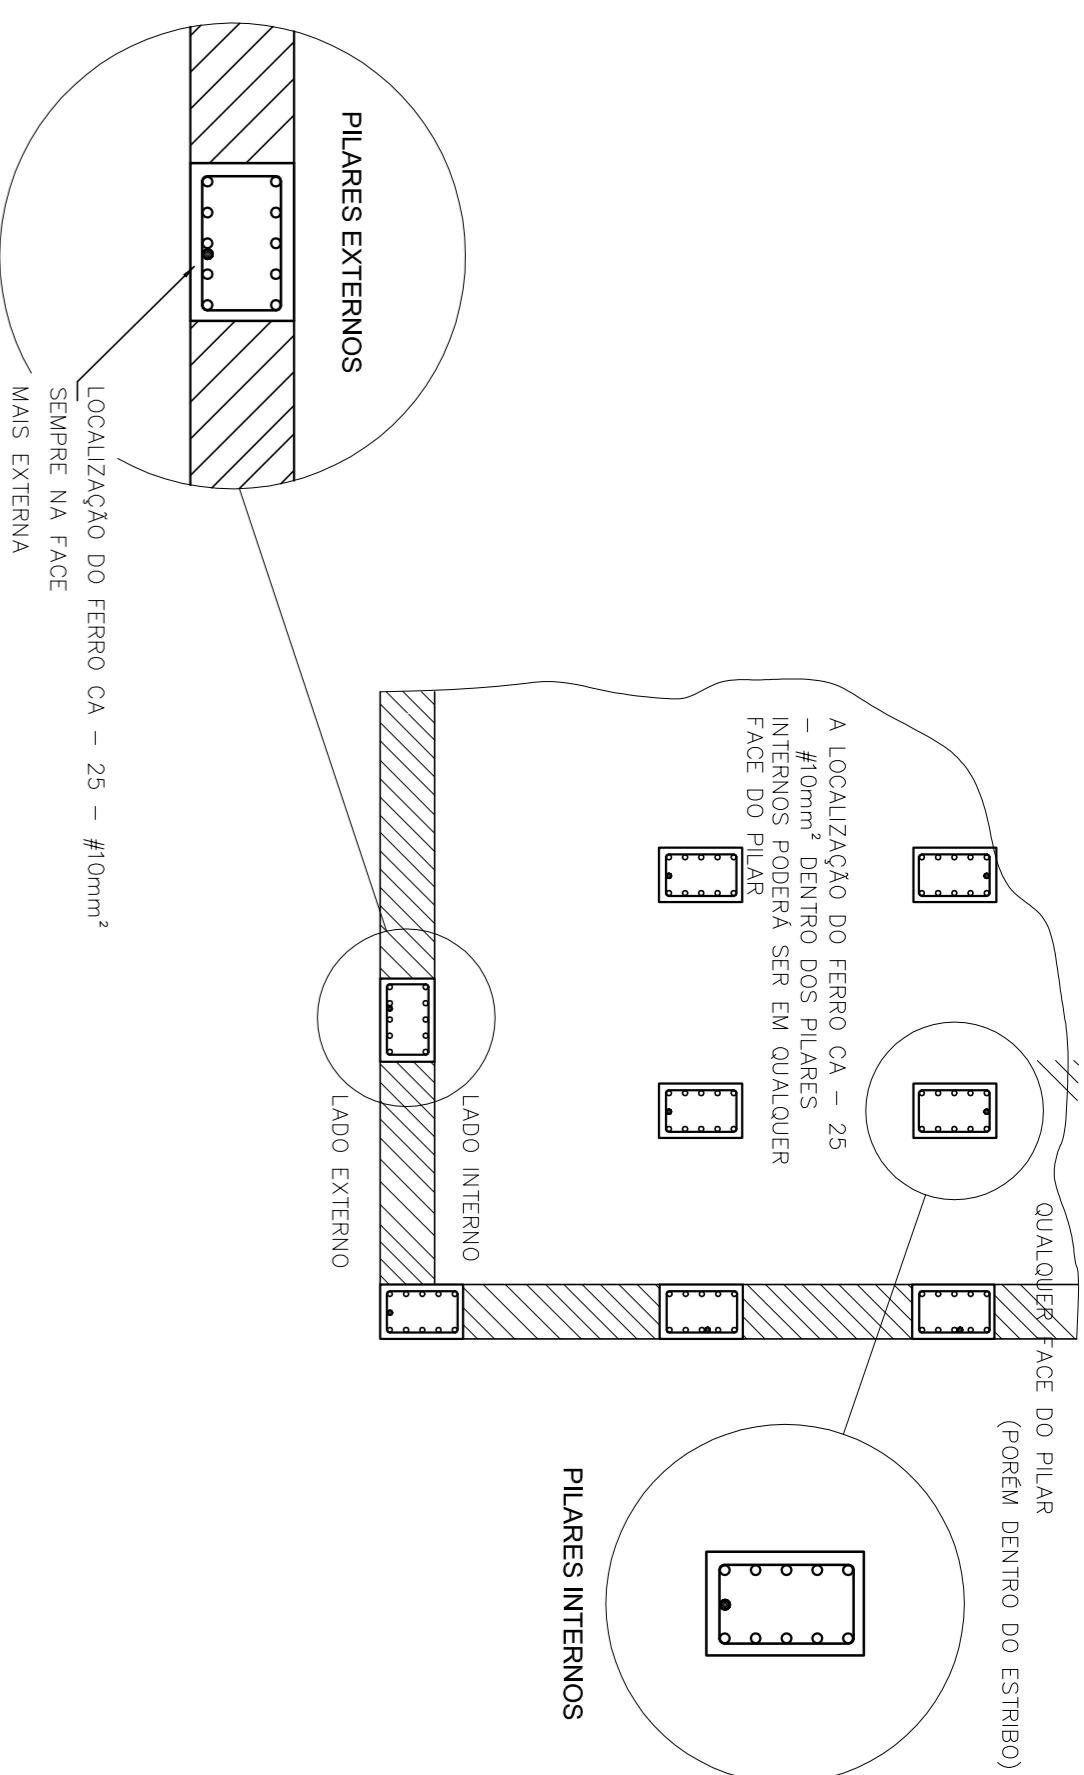 PILARES EXTERNOS
LOCALIZAÇÃO DO FERRO CA - 25 - #10mm²
SEMPRE NA FACE
MAIS EXTERNA
A LOCALIZAÇÃO DO FERRO CA - 25
- #10mm² DENTRO DOS PILARES
INTERNOS PODERÁ SER EM QUALQUER
FACE DO PILAR
LADO INTERNO
LADO EXTERNO
QUALQUER FACE DO PILAR
(PORÉM DENTRO DO ESTRIBO)
PILARES INTERNOS